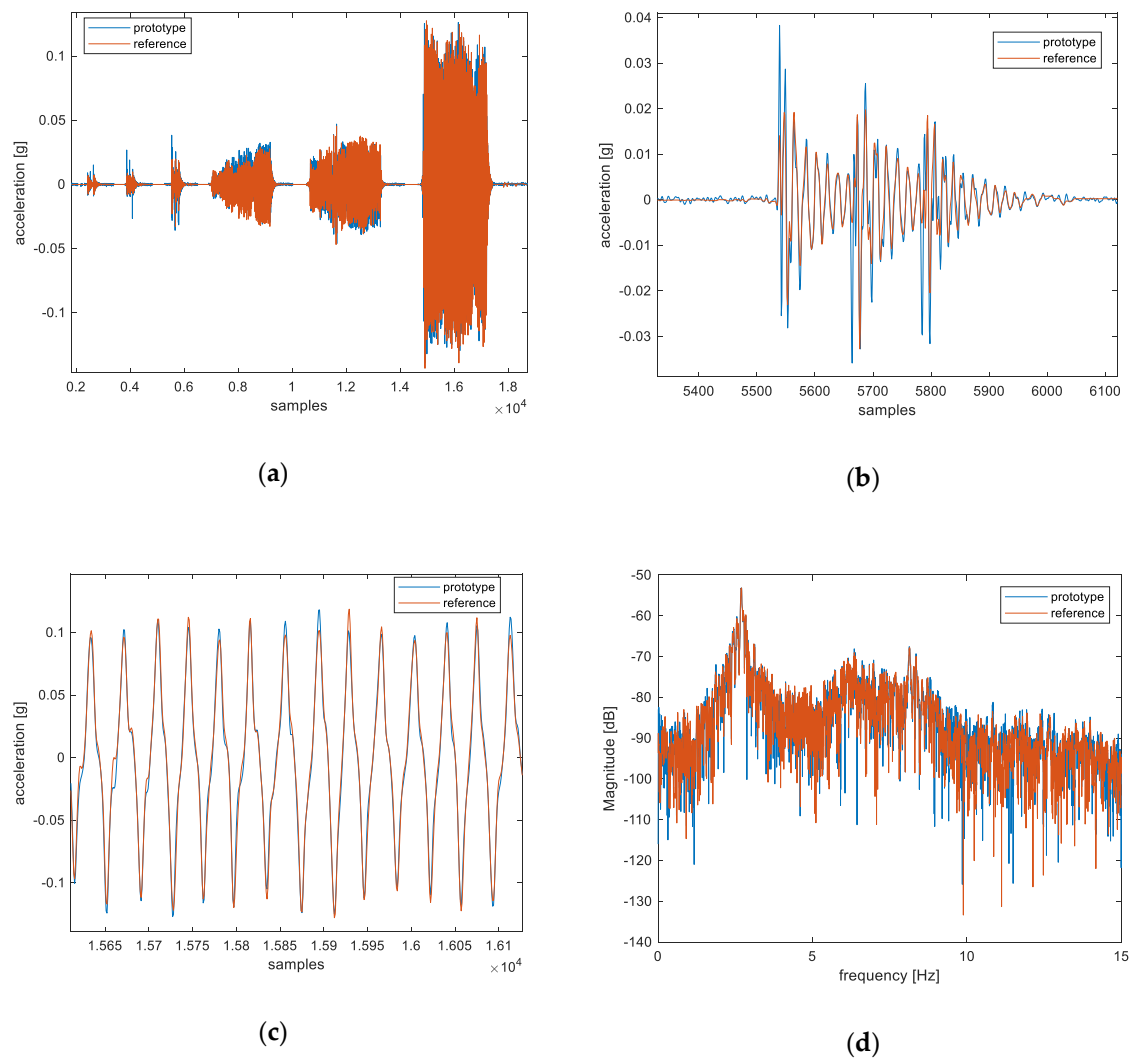 prototype
reference
0.1
0.05
0
-0.05
-0.1
acceleration [g]
0.2 0.4 0.6 0.8 1 1.2 1.4 1.6 1.8
samples
×10⁴
(a)
prototype
reference
0.04
0.03
0.02
0.01
0
-0.01
-0.02
-0.03
acceleration [g]
5400 5500 5600 5700 5800 5900 6000 6100
samples
(b)
prototype
reference
0.1
0.05
0
-0.05
-0.1
acceleration [g]
1.565 1.57 1.575 1.58 1.585 1.59 1.595 1.6 1.605 1.61
samples
×10⁴
(c)
prototype
reference
-50
-60
-70
-80
-90
-100
-110
-120
-130
-140
Magnitude [dB]
0 5 10 15
frequency [Hz]
(d)